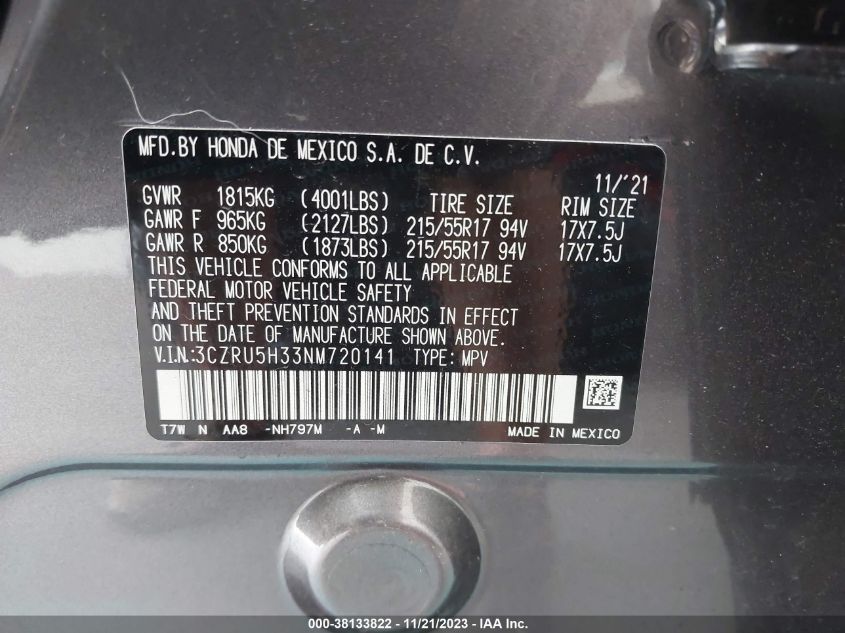 MFD.BY HONDA DE MEXICO S.A. DE C.V.
11/'21
GVWR 1815KG (4001LBS) TIRE SIZE RIM SIZE
GAWR F 965KG (2127LBS) 215/55R17 94V 17X7.5J
GAWR R 850KG (1873LBS) 215/55R17 94V 17X7.5J
THIS VEHICLE CONFORMS TO ALL APPLICABLE
FEDERAL MOTOR VEHICLE SAFETY
AND THEFT PREVENTION STANDARDS IN EFFECT
ON THE DATE OF MANUFACTURE SHOWN ABOVE.
V.I.N.:3CZRU5H33NM720141 TYPE: MPV
T7W N AA8 -NH797M -A -M MADE IN MEXICO
000-38133822 - 11/21/2023 - IAA Inc.